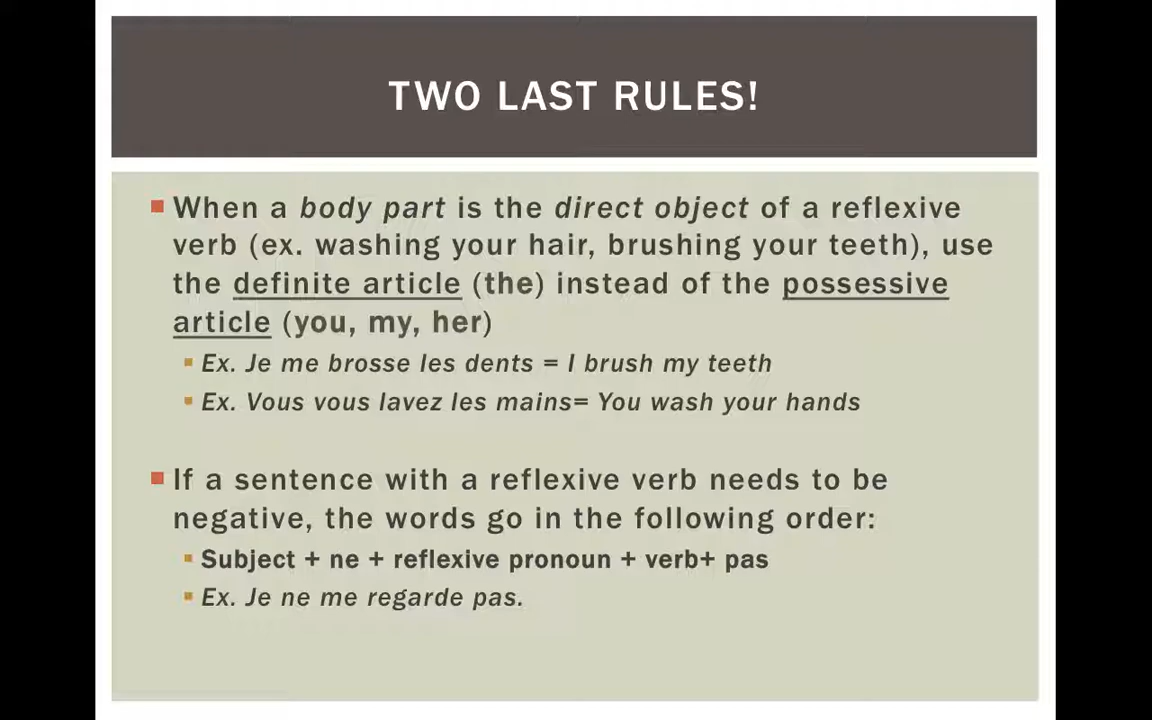 TWO LAST RULES!
When a body part is the direct object of a reflexive
verb (ex. washing your hair, brushing your teeth), use
the definite article (the) instead of the possessive
article (you, my, her)
Ex. Je me brosse les dents = I brush my teeth
Ex. Vous vous lavez les mains= You wash your hands
If a sentence with a reflexive verb needs to be
negative, the words go in the following order:
Subject + ne + reflexive pronoun + verb+ pas
Ex. Je ne me regarde pas.